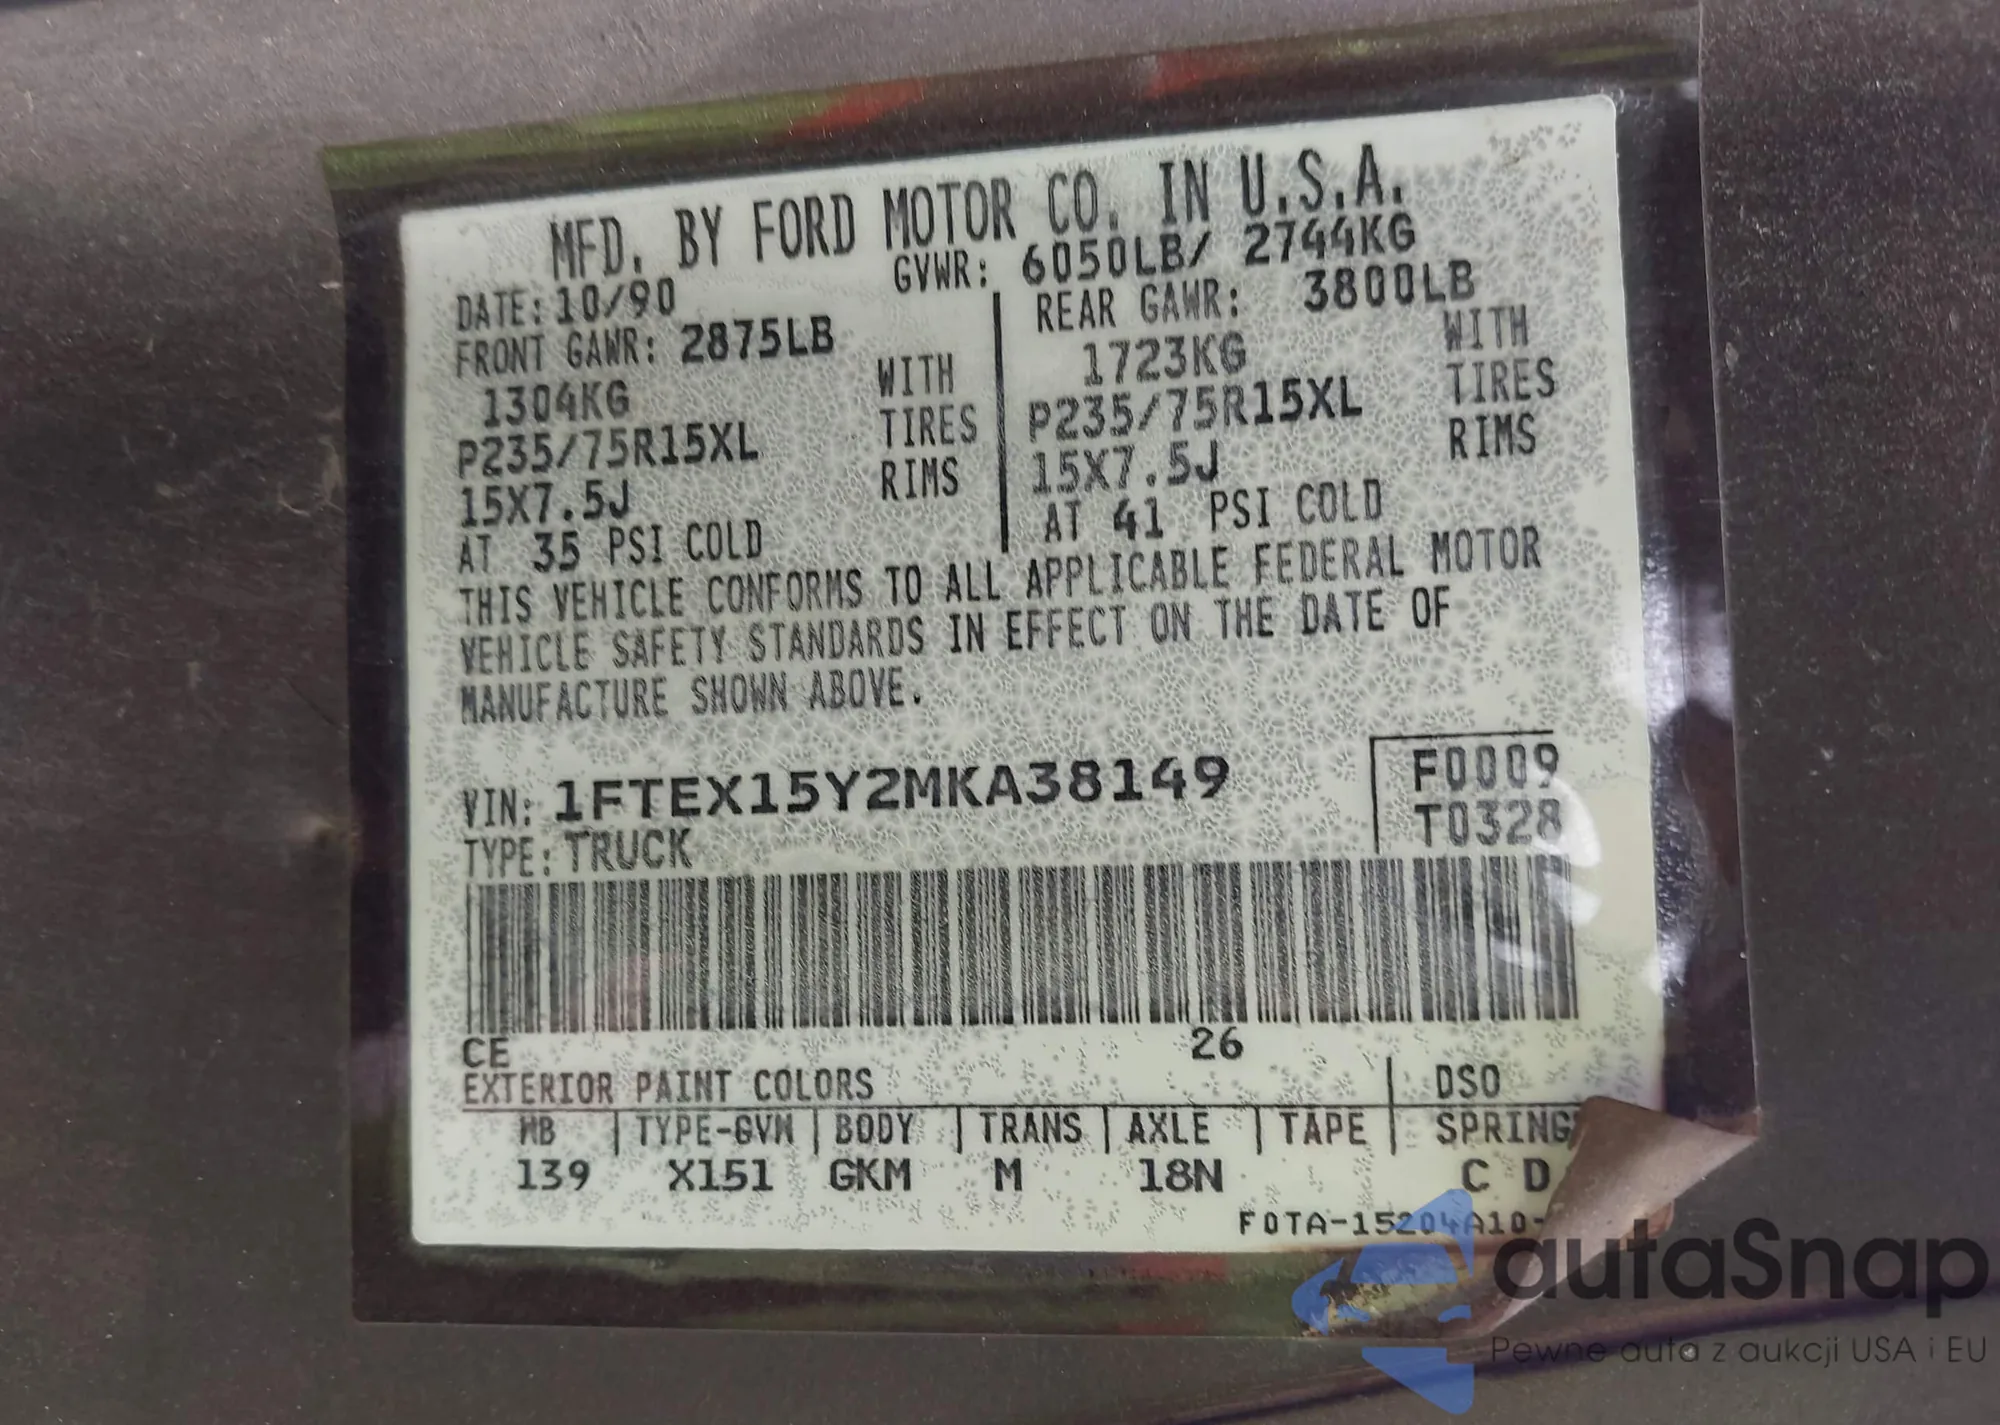 MFD. BY FORD MOTOR CO. IN U.S.A.
DATE: 10/90 GVWR: 6050LB/ 2744KG
FRONT GAWR: 2875LB REAR GAWR: 3800LB
1304KG WITH 1723KG WITH
P235/75R15XL TIRES P235/75R15XL TIRES
15X7.5J RIMS 15X7.5J RIMS
AT 35 PSI COLD AT 41 PSI COLD
THIS VEHICLE CONFORMS TO ALL APPLICABLE FEDERAL MOTOR
VEHICLE SAFETY STANDARDS IN EFFECT ON THE DATE OF
MANUFACTURE SHOWN ABOVE.
F0009
VIN: 1FTEX15Y2MKA38149
T0328
TYPE: TRUCK
CE 26
EXTERIOR PAINT COLORS DSO
WB TYPE-GVW BODY TRANS AXLE TAPE SPRING
139 X151 GKM M 18N C D
F0TA-15204A10-
autaSnap
Pewne auta z aukcji USA i EU